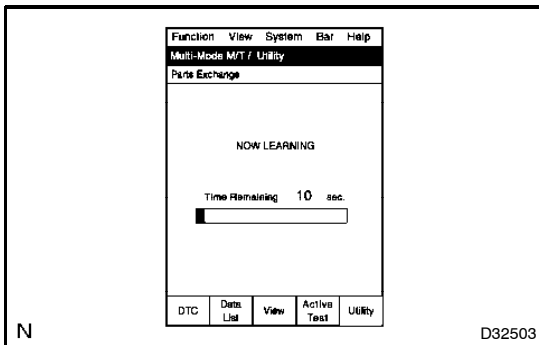 Function View System Bar Help
Multi-Mode M/T / Utility
Parts Exchange
NOW LEARNING
Time Remaining 10 sec.
DTC Data List View Active Test Utility
N D32503